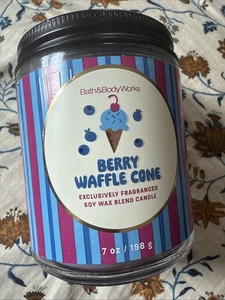 Bath&BodyWorks
BERRY
WAFFLE CONE
EXCLUSIVELY FRAGRANCED
SOY WAX BLEND CANDLE
7 oz / 198 g